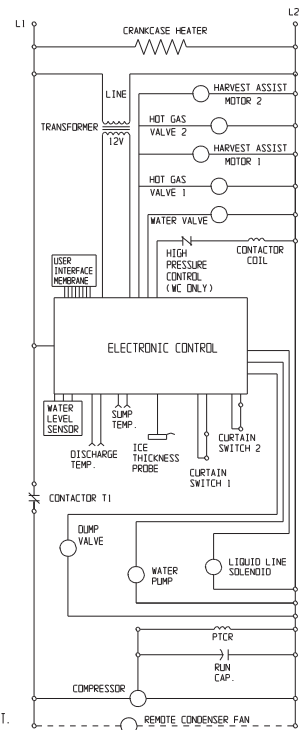 L1
L2
CRANKCASE HEATER
LINE
HARVEST ASSIST
MOTOR 2
TRANSFORMER
HOT GAS
VALVE 2
12V
HARVEST ASSIST
MOTOR 1
HOT GAS
VALVE 1
WATER VALVE
HIGH
PRESSURE
CONTROL
(WC ONLY)
CONTACTOR
COIL
USER
INTERFACE
MEMBRANE
ELECTRONIC CONTROL
WATER
LEVEL
SENSOR
SUMP
TEMP.
DISCHARGE
TEMP.
ICE
THICKNESS
PROBE
CURTAIN
SWITCH 2
CURTAIN
SWITCH 1
CONTACTOR T1
DUMP
VALVE
WATER
PUMP
LIQUID LINE
SOLENOID
PTCR
RUN
CAP.
COMPRESSOR
T.
REMOTE CONDENSER FAN